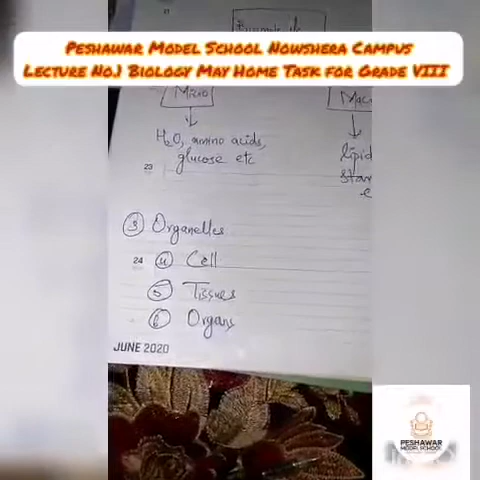 Peshawar Model School Nowshera Campus
Lecture No.1 Biology May Home Task for Grade VIII
Micro
H2O, amino acids,
glucose etc
lipid
star
e
23
③ Organelles
24
④ Cell
⑤ Tissues
⑥ Organs
JUNE 2020
PESHAWAR
MODEL SCHOOL